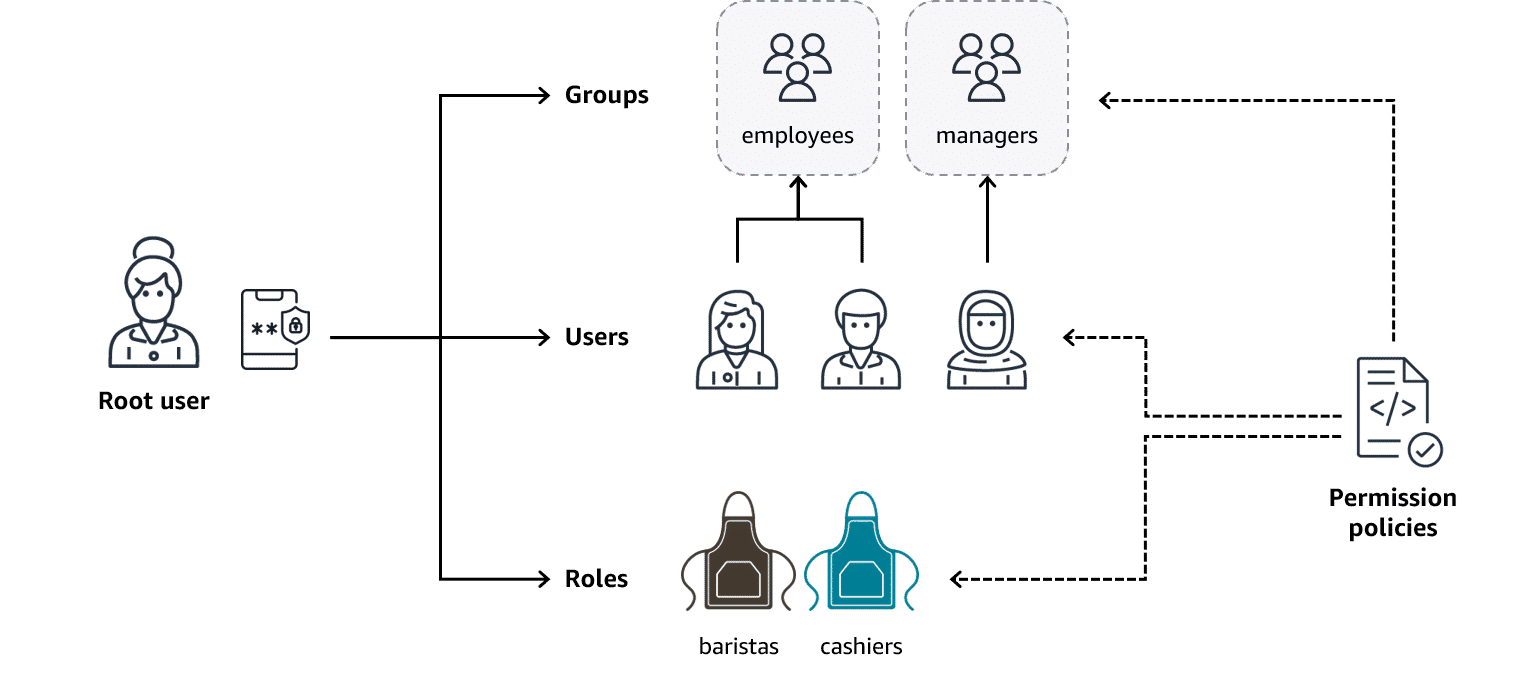 Groups
employees
managers
Root user
**
Users
</>
Permission
policies
Roles
baristas
cashiers